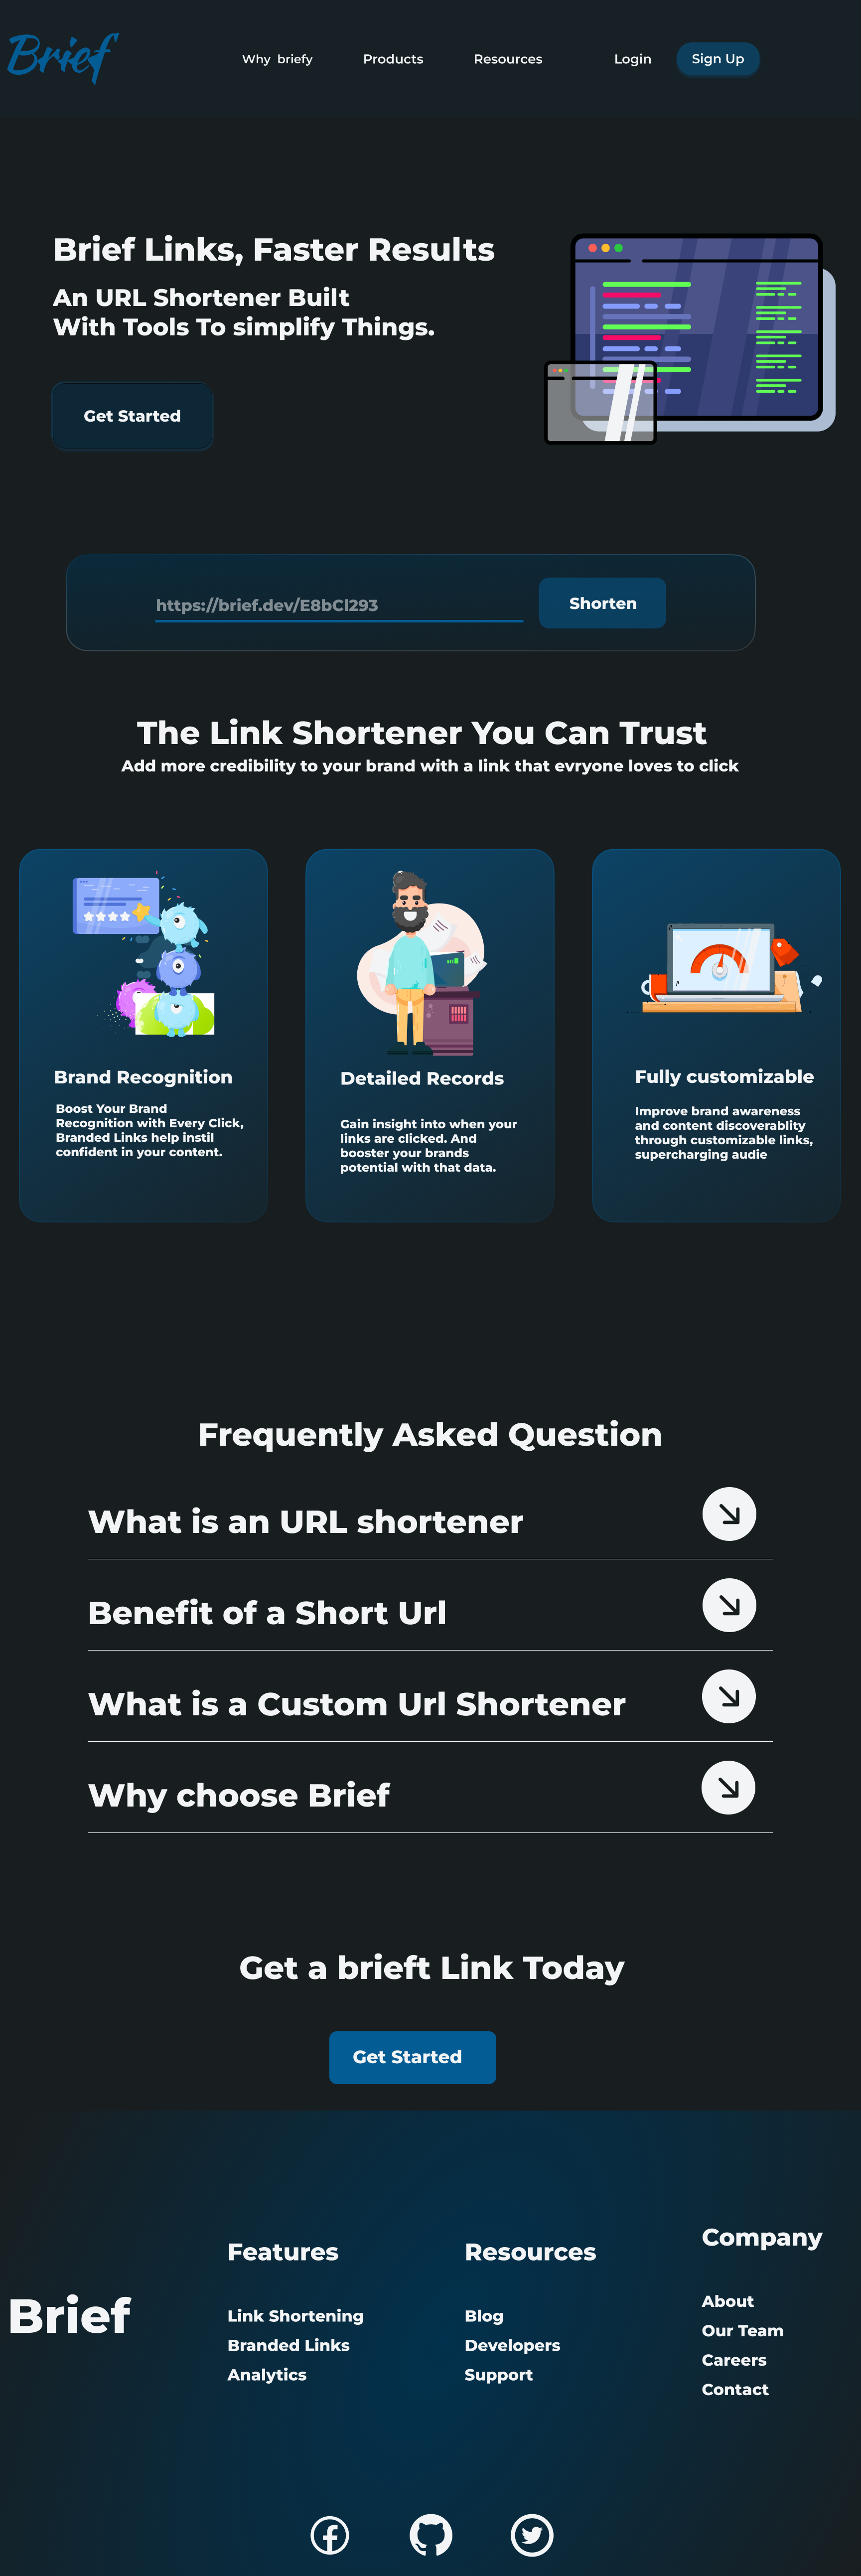 Brief
Why briefy
Products
Resources
Login
Sign Up
Brief Links, Faster Results
An URL Shortener Built
With Tools To simplify Things.
Get Started
https://brief.dev/E8bCl293
Shorten
The Link Shortener You Can Trust
Add more credibility to your brand with a link that evryone loves to click
Brand Recognition
Boost Your Brand
Recognition with Every Click,
Branded Links help instil
confident in your content.
Detailed Records
Gain insight into when your
links are clicked. And
booster your brands
potential with that data.
Fully customizable
Improve brand awareness
and content discoverablity
through customizable links,
supercharging audie
Frequently Asked Question
What is an URL shortener
Benefit of a Short Url
What is a Custom Url Shortener
Why choose Brief
Get a brieft Link Today
Get Started
Brief
Features
Link Shortening
Branded Links
Analytics
Resources
Blog
Developers
Support
Company
About
Our Team
Careers
Contact